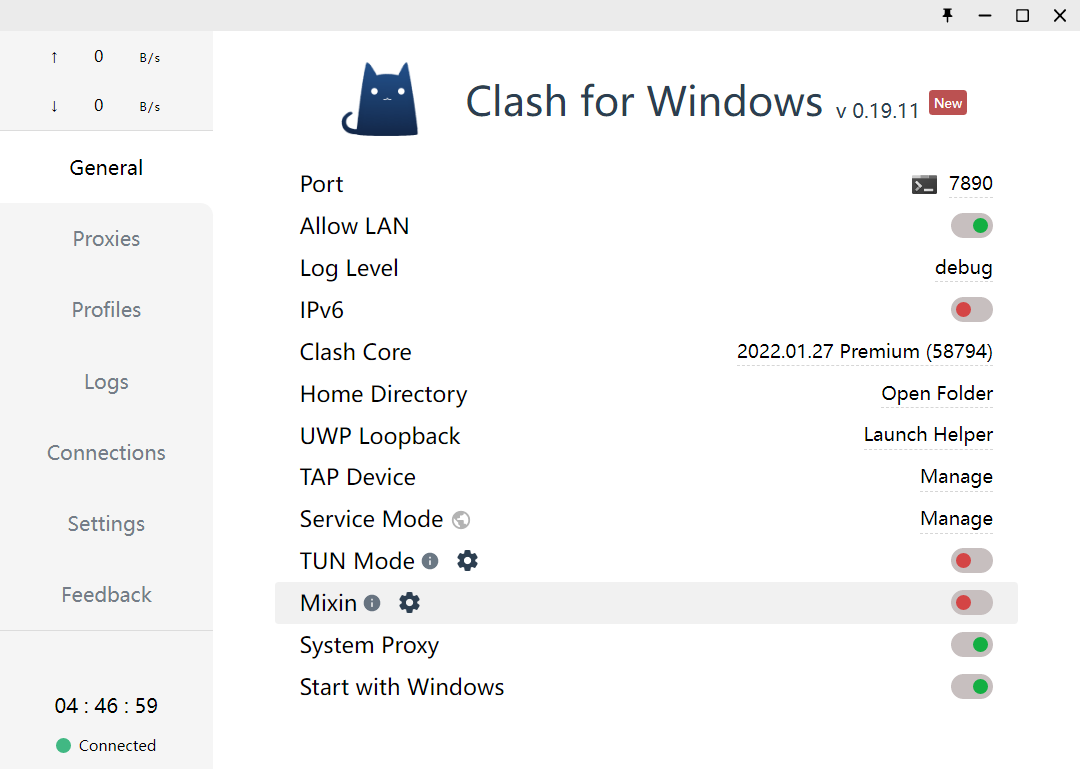 ↑ 0 B/s
↓ 0 B/s
General
Proxies
Profiles
Logs
Connections
Settings
Feedback
04 : 46 : 59
Connected
Clash for Windows v 0.19.11 New
Port 7890
Allow LAN
Log Level debug
IPv6
Clash Core 2022.01.27 Premium (58794)
Home Directory Open Folder
UWP Loopback Launch Helper
TAP Device Manage
Service Mode Manage
TUN Mode
Mixin
System Proxy
Start with Windows